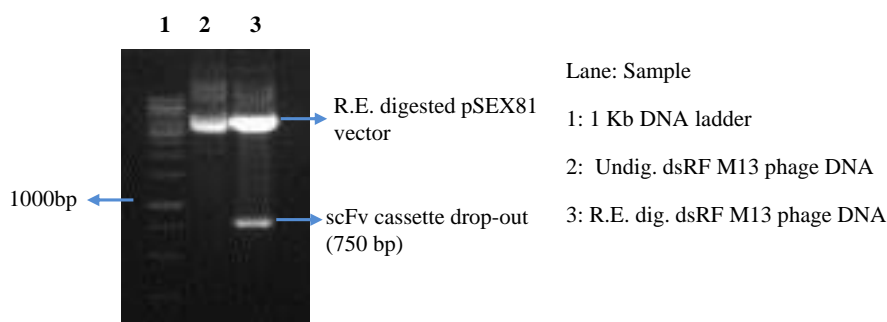 1 2 3
R.E. digested pSEX81
vector
1000bp
scFv cassette drop-out
(750 bp)
Lane: Sample
1: 1 Kb DNA ladder
2: Undig. dsRF M13 phage DNA
3: R.E. dig. dsRF M13 phage DNA